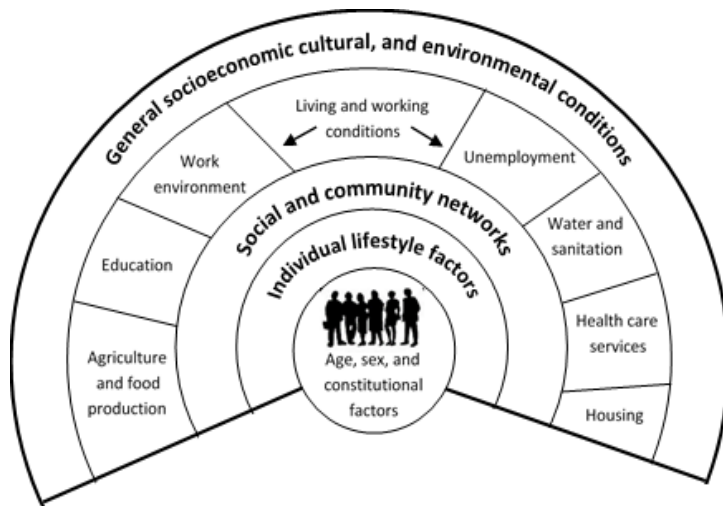 General socioeconomic cultural, and environmental conditions
Living and working
conditions
Work
environment
Unemployment
Education
Water and
sanitation
Agriculture
and food
production
Health care
services
Housing
Social and community networks
Individual lifestyle factors
Age, sex, and
constitutional
factors